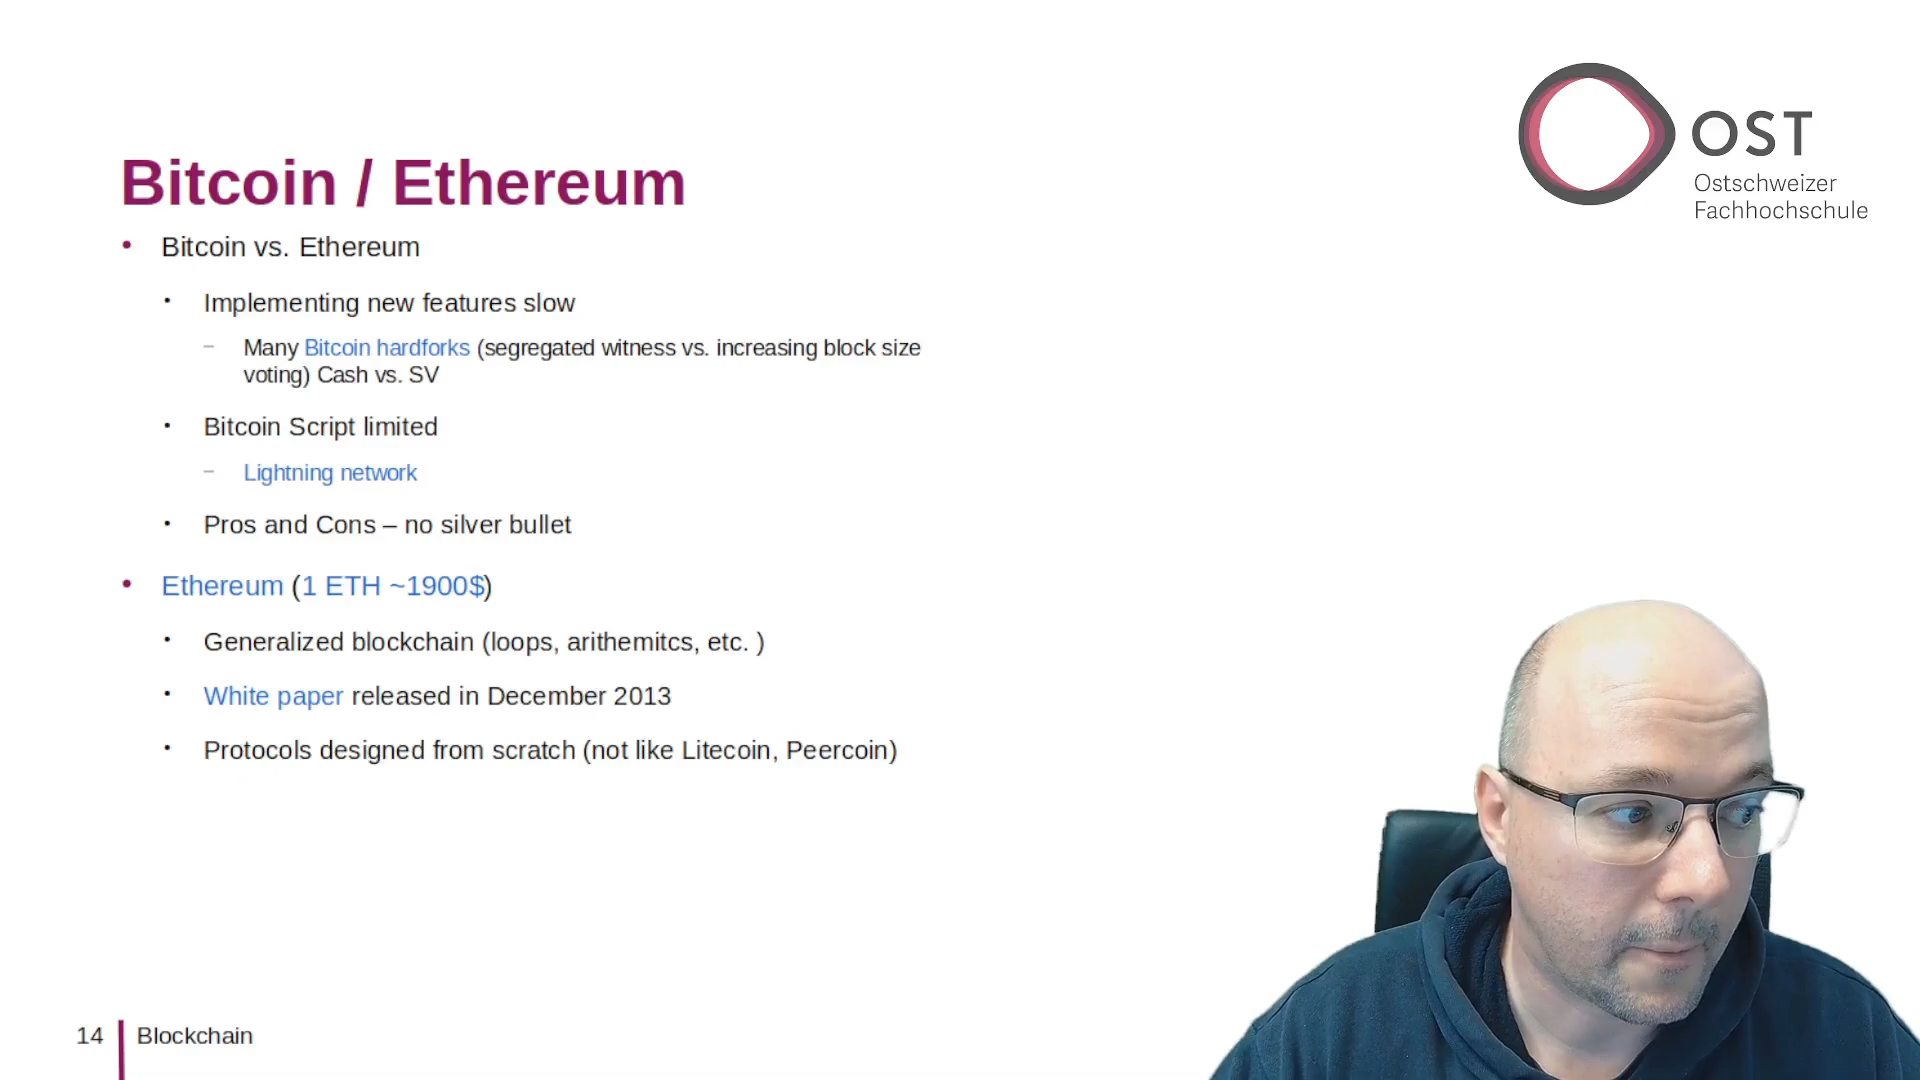 OST
Ostschweizer
Fachhochschule
Bitcoin / Ethereum
• Bitcoin vs. Ethereum
• Implementing new features slow
– Many Bitcoin hardforks (segregated witness vs. increasing block size
voting) Cash vs. SV
• Bitcoin Script limited
– Lightning network
• Pros and Cons – no silver bullet
• Ethereum (1 ETH ~1900$)
• Generalized blockchain (loops, arithemitcs, etc. )
• White paper released in December 2013
• Protocols designed from scratch (not like Litecoin, Peercoin)
14 Blockchain